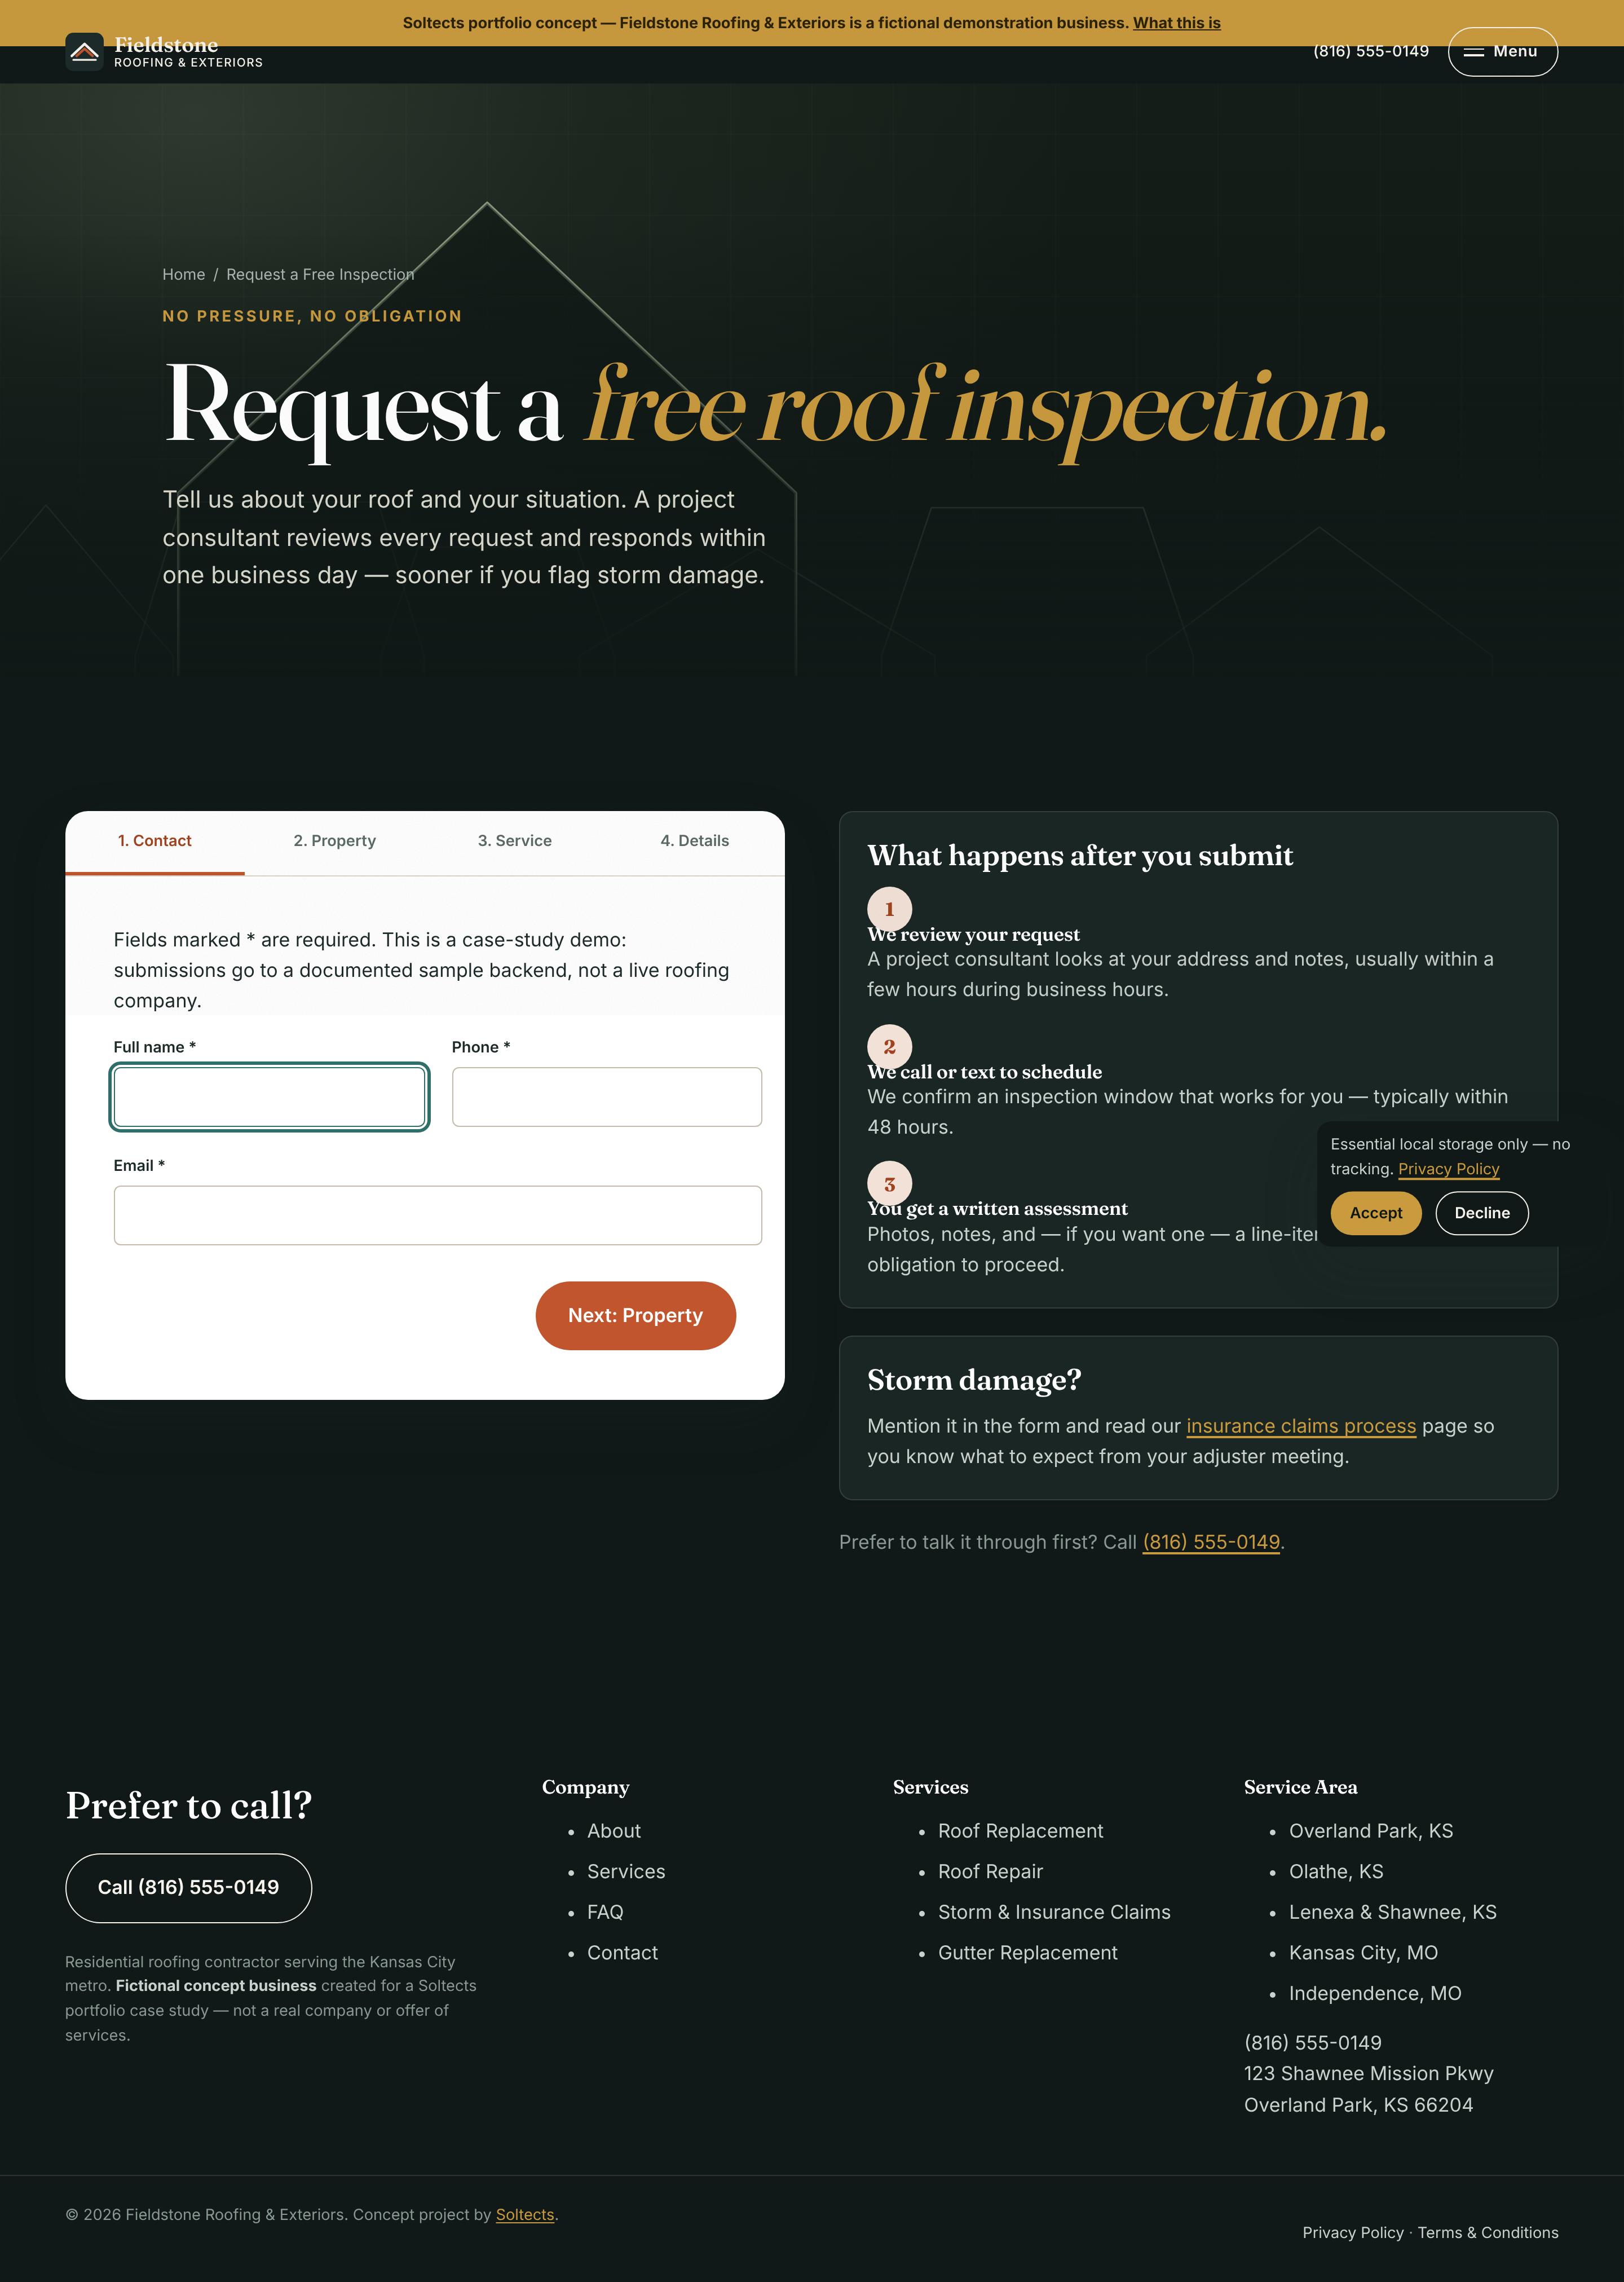 Soltects portfolio concept — Fieldstone Roofing & Exteriors is a fictional demonstration business. What this is
Fieldstone
ROOFING & EXTERIORS
(816) 555-0149
Menu
Home / Request a Free Inspection
NO PRESSURE, NO OBLIGATION
Request a free roof inspection.
Tell us about your roof and your situation. A project
consultant reviews every request and responds within
one business day — sooner if you flag storm damage.
1. Contact
2. Property
3. Service
4. Details
Fields marked * are required. This is a case-study demo:
submissions go to a documented sample backend, not a live roofing
company.
Full name *
Phone *
Email *
Next: Property
What happens after you submit
1
We review your request
A project consultant looks at your address and notes, usually within a
few hours during business hours.
2
We call or text to schedule
We confirm an inspection window that works for you — typically within
48 hours.
3
You get a written assessment
Photos, notes, and — if you want one — a
obligation to proceed.
Essential local storage only — no
tracking. Privacy Policy
Accept
Decline
Storm damage?
Mention it in the form and read our insurance claims process page so
you know what to expect from your adjuster meeting.
Prefer to talk it through first? Call (816) 555-0149.
Prefer to call?
Call (816) 555-0149
Residential roofing contractor serving the Kansas City
metro. Fictional concept business created for a Soltects
portfolio case study — not a real company or offer of
services.
Company
• About
• Services
• FAQ
• Contact
Services
• Roof Replacement
• Roof Repair
• Storm & Insurance Claims
• Gutter Replacement
Service Area
• Overland Park, KS
• Olathe, KS
• Lenexa & Shawnee, KS
• Kansas City, MO
• Independence, MO
(816) 555-0149
123 Shawnee Mission Pkwy
Overland Park, KS 66204
© 2026 Fieldstone Roofing & Exteriors. Concept project by Soltects.
Privacy Policy · Terms & Conditions